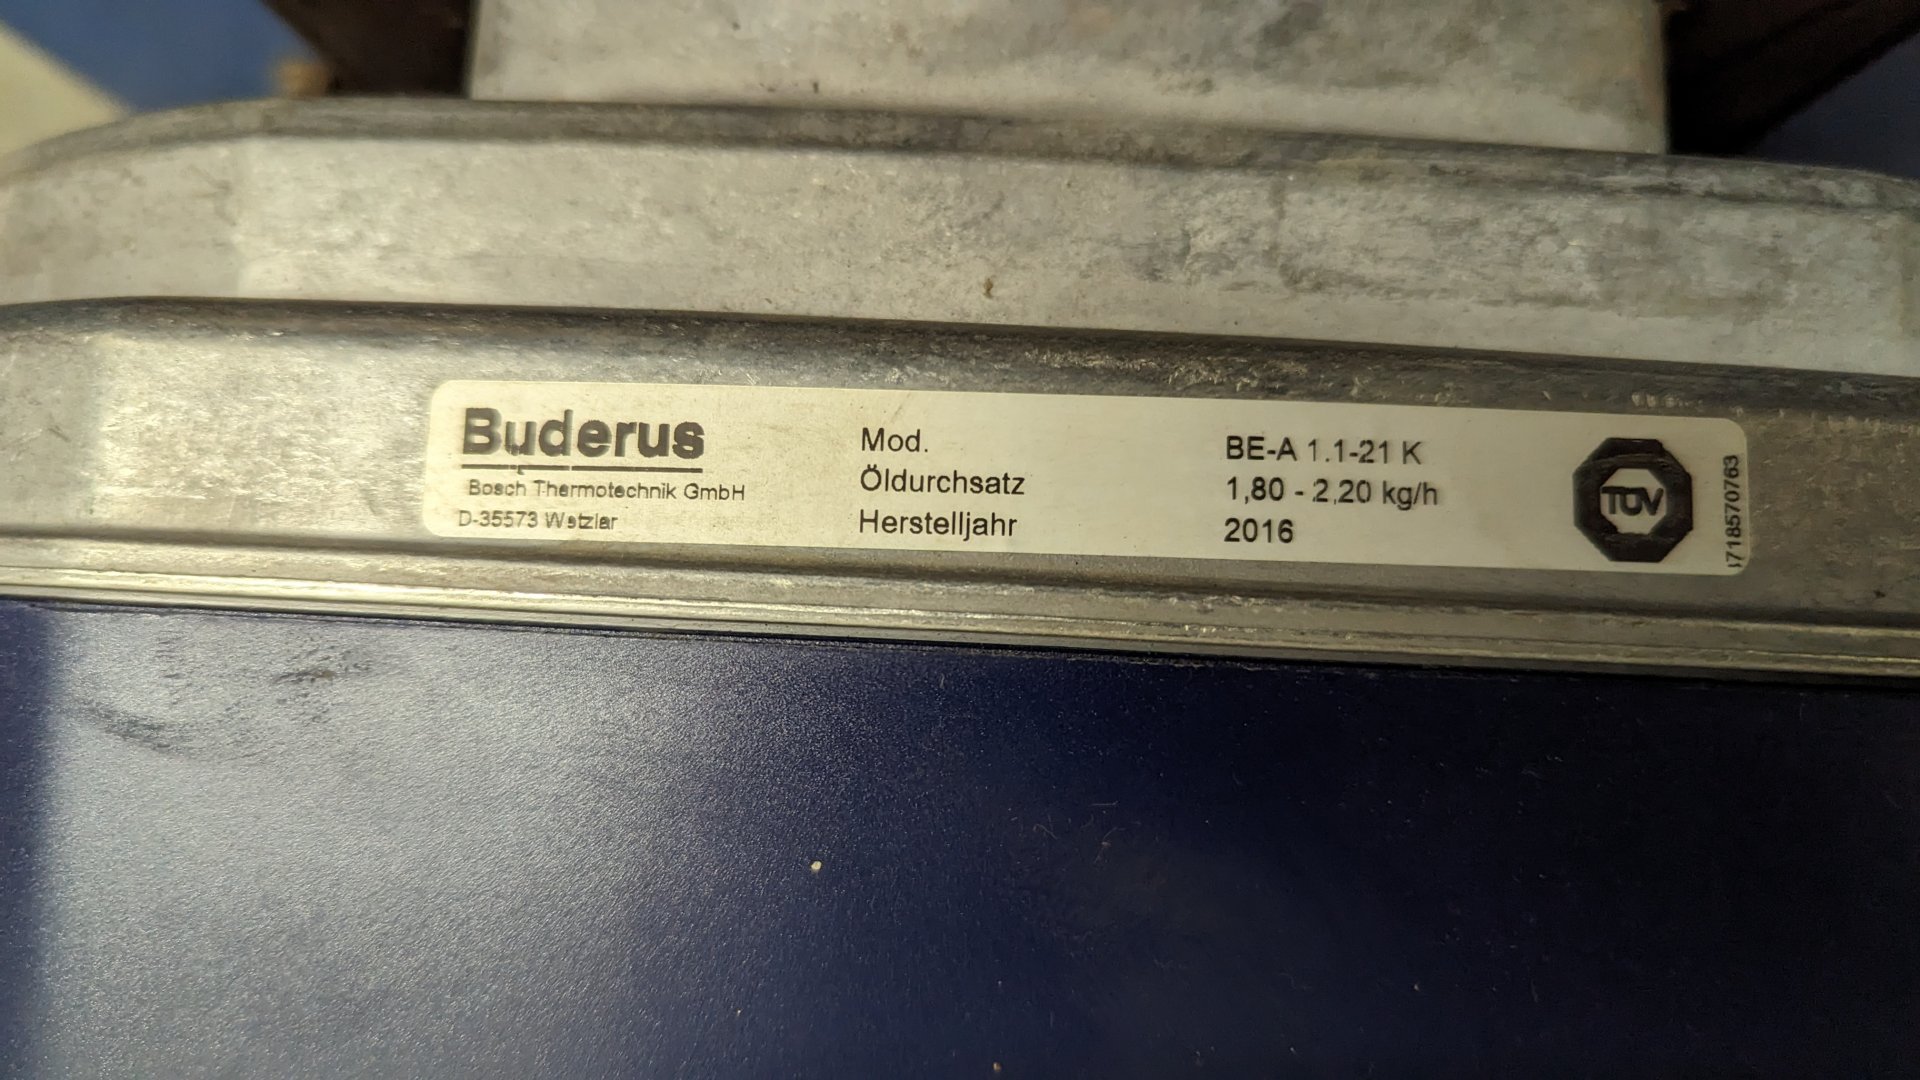 Buderus
Bosch Thermotechnik GmbH
D-35573 Wetzlar
Mod. BE-A 1.1-21 K
Öldurchsatz 1,80 - 2,20 kg/h
Herstelljahr 2016
TÜV